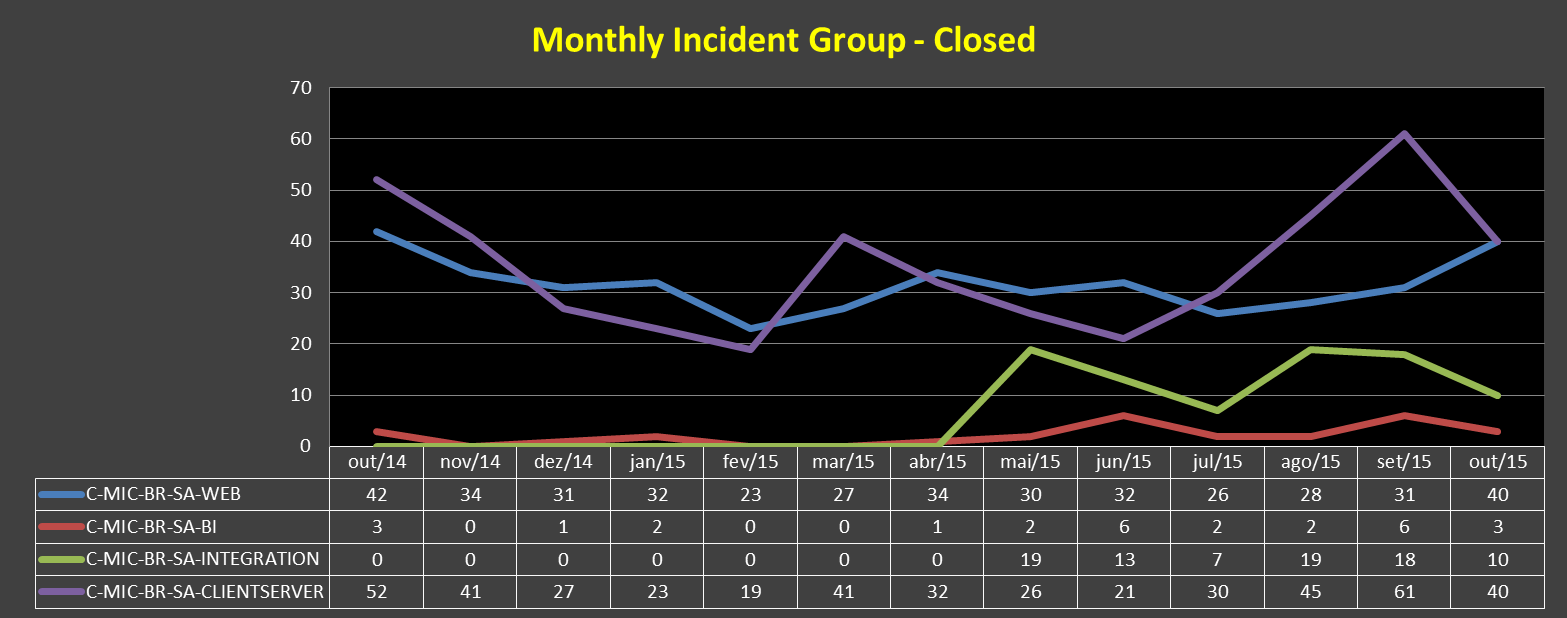 Monthly Incident Group - Closed
70
60
50
40
30
20
10
0
out/14 nov/14 dez/14 jan/15 fev/15 mar/15 abr/15 mai/15 jun/15 jul/15 ago/15 set/15 out/15
C-MIC-BR-SA-WEB 42 34 31 32 23 27 34 30 32 26 28 31 40
C-MIC-BR-SA-BI 3 0 1 2 0 0 1 2 6 2 2 6 3
C-MIC-BR-SA-INTEGRATION 0 0 0 0 0 0 0 19 13 7 19 18 10
C-MIC-BR-SA-CLIENTSERVER 52 41 27 23 19 41 32 26 21 30 45 61 40